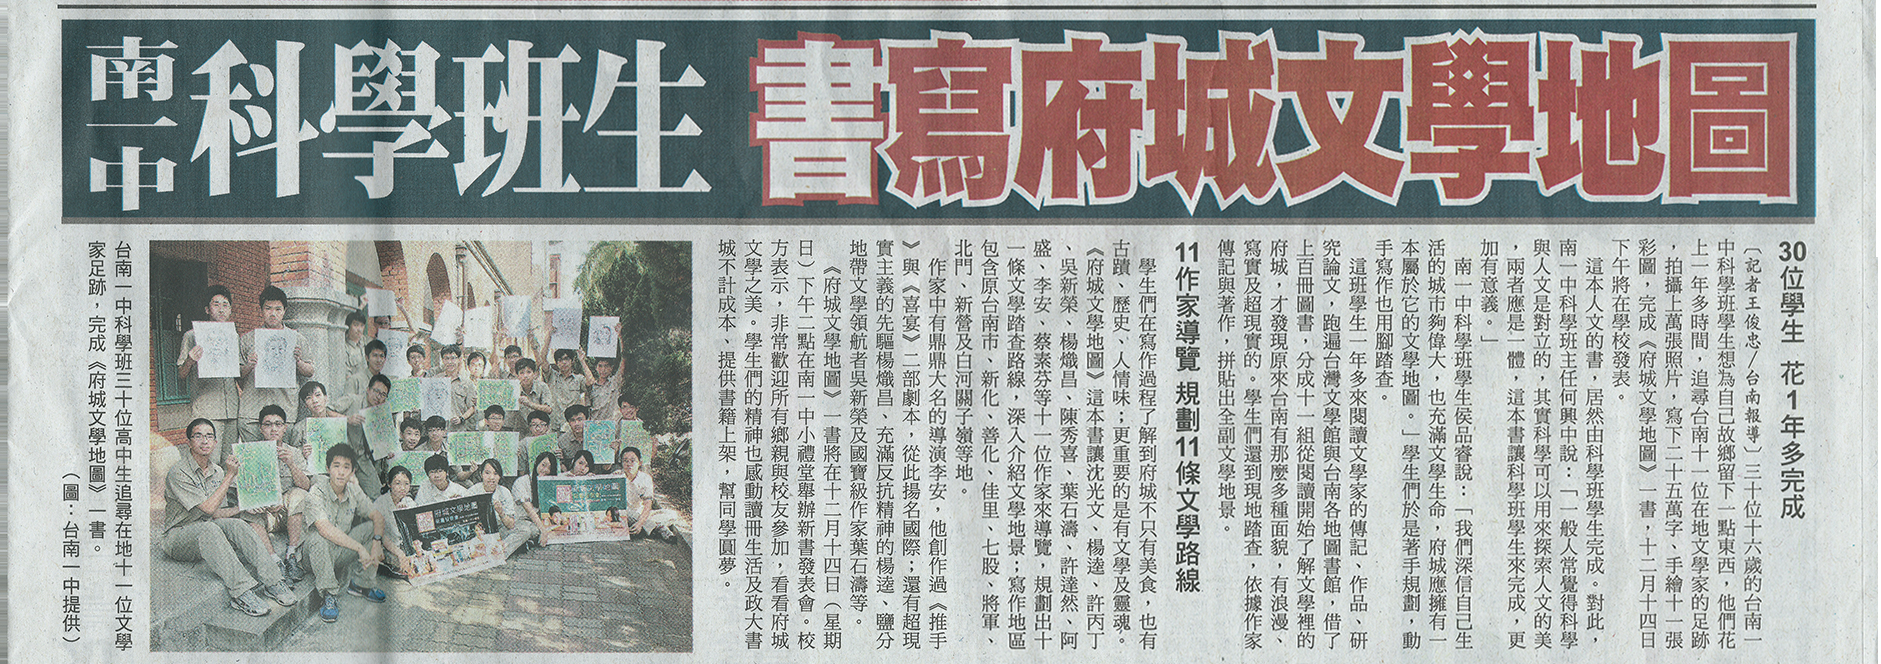 南一中科學班生 書寫府城文學地圖
30位學生 花1年多完成
〔記者王俊忠/台南報導〕三十位十六歲的台南一
中科學班學生想為自己故鄉留下一點東西,他們花
上一年多時間,追尋台南十一位在地文學家的足跡
,拍攝上萬張照片,寫下二十五萬字、手繪十一張
彩圖,完成《府城文學地圖》一書,十二月十四日
下午將在學校發表。
這本人文的書,居然由科學班學生完成。對此,
南一中科學班主任何興中說:「一般人常覺得科學
與人文是對立的,其實科學可以用來探索人文的美
,兩者應是一體,這本書讓科學班學生來完成,更
加有意義。」
南一中科學班學生侯品睿說:「我們深信自己生
活的城市夠偉大,也充滿文學生命,府城應擁有一
本屬於它的文學地圖。」學生們於是著手規劃,動
手寫作也用腳踏查。
這班學生一年多來閱讀文學家的傳記、作品、研
究論文,跑遍台灣文學館與台南各地圖書館,借了
上百冊圖書,分成十一組從閱讀開始了解文學裡的
府城,才發現原來台南有那麼多種面貌,有浪漫、
寫實及超現實的。學生們還到現地踏查,依據作家
傳記與著作,拼貼出全副文學地景。
11作家導覽 規劃11條文學路線
學生們在寫作過程了解到府城不只有美食,也有
古蹟、歷史、人情味;更重要的是有文學及靈魂。
《府城文學地圖》這本書讓沈光文、楊逵、許丙丁
、吳新榮、楊熾昌、陳秀喜、葉石濤、許達然、阿
盛、李安、蔡素芬等十一位作家來導覽,規劃出十
一條文學踏查路線,深入介紹文學地景;寫作地區
包含原台南市、新化、善化、佳里、七股、將軍、
北門、新營及白河關子嶺等地。
作家中有鼎鼎大名的導演李安,他創作過《推手
》與《喜宴》二部劇本,從此揚名國際;還有超現
實主義的先驅楊熾昌、充滿反抗精神的楊逵、鹽分
地帶文學領航者吳新榮及國寶級作家葉石濤等。
《府城文學地圖》一書將在十二月十四日(星期
日)下午二點在南一中小禮堂舉辦新書發表會。校
方表示,非常歡迎所有鄉親與校友參加,看看府城
文學之美。學生們的精神也感動讀冊生活及政大書
城不計成本、提供書籍上架,幫同學圓夢。
府城文學地圖
台南一中科學班三十位高中生追尋在地十一位文學
家足跡,完成《府城文學地圖》一書。
(圖:台南一中提供)